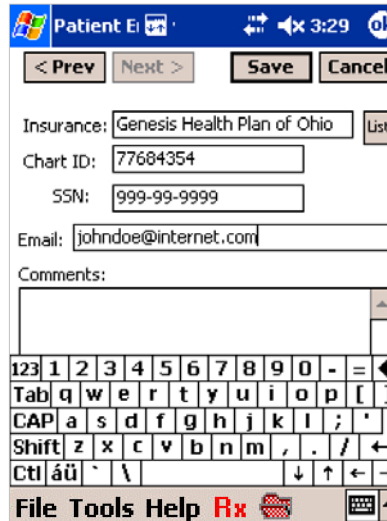 Patient E 3:29 ok
< Prev Next > Save Cancel
Insurance: Genesis Health Plan of Ohio List
Chart ID: 77684354
SSN: 999-99-9999
Email: johndoe@internet.com
Comments:
123 1 2 3 4 5 6 7 8 9 0 - =
Tab q w e r t y u i o p [ ]
CAP a s d f g h j k l ; '
Shift z x c v b n m , . / ←
Ctl áü ` \ ↓ ↑ ← →
File Tools Help Rx